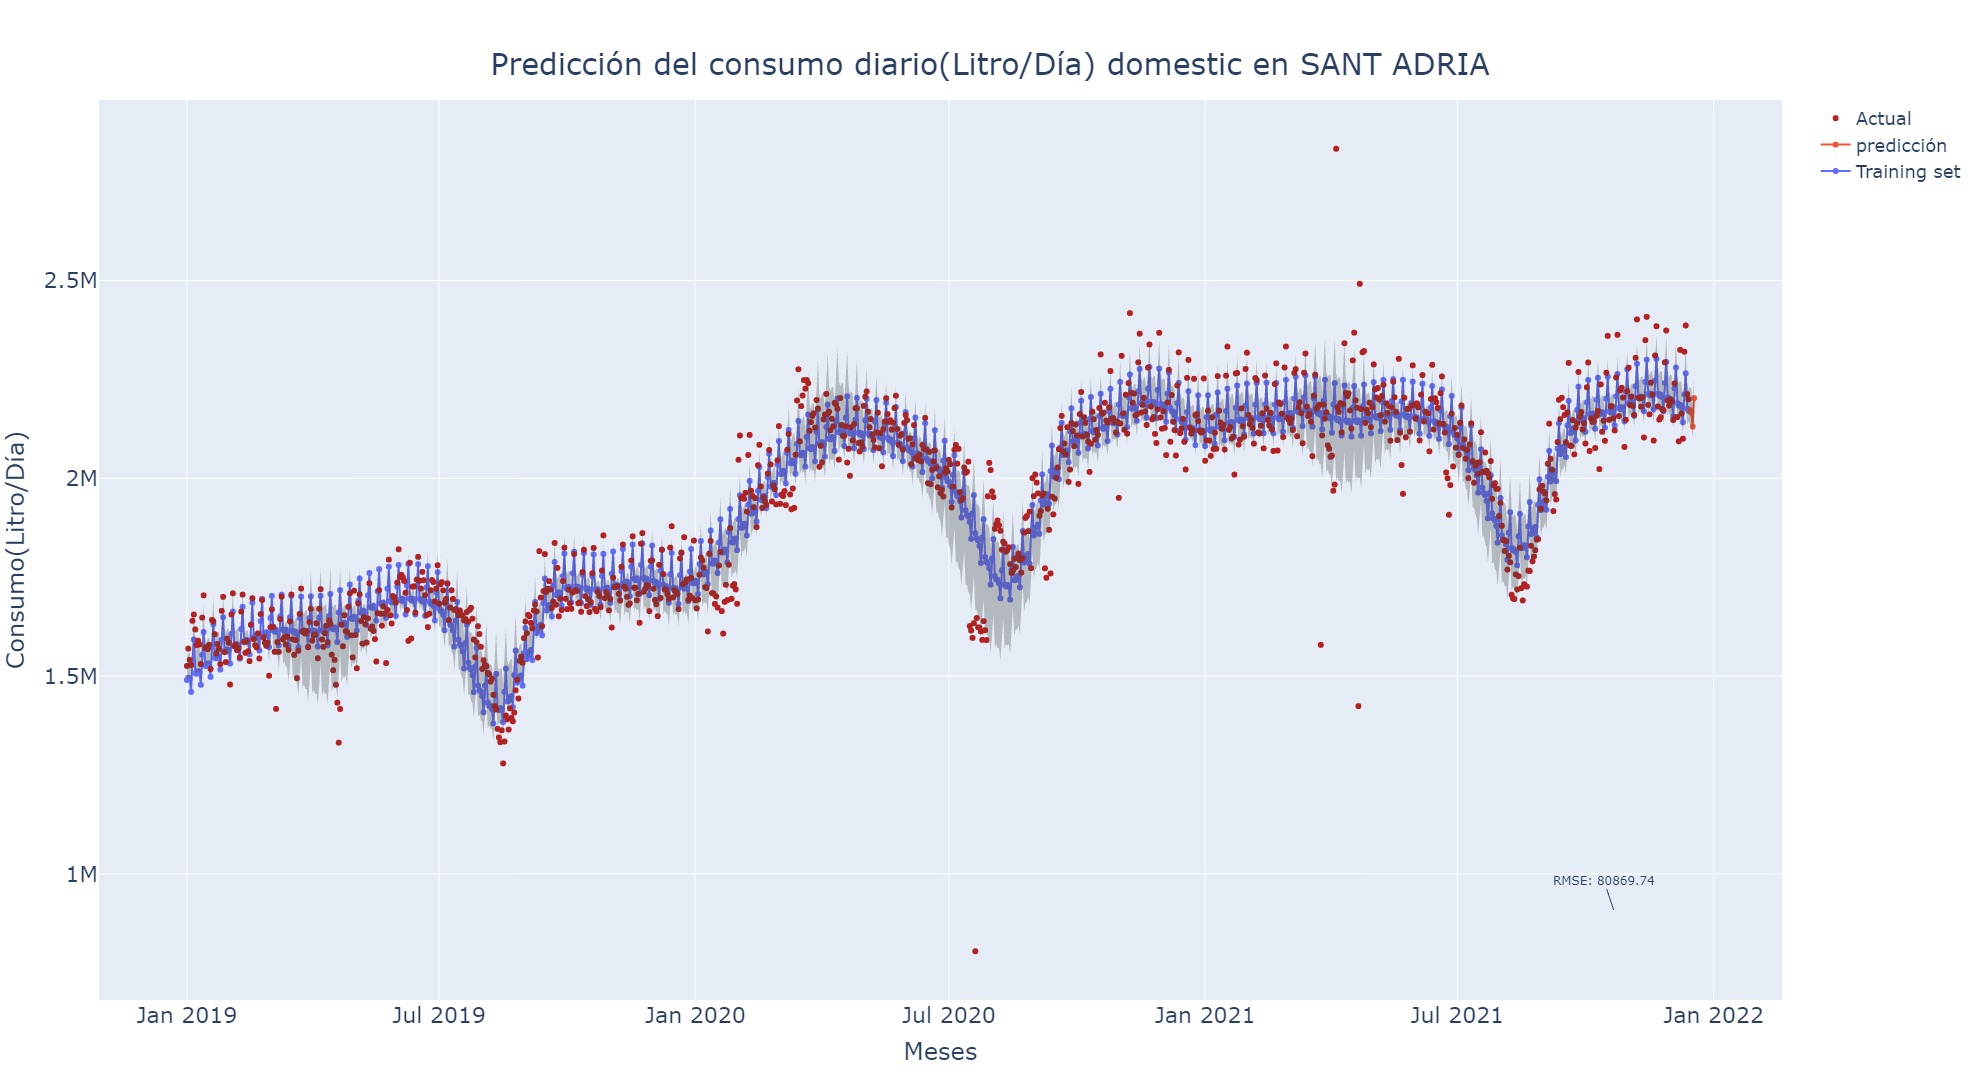 Predicción del consumo diario(Litro/Día) domestic en SANT ADRIA
Actual
predicción
Training set
Consumo(Litro/Día)
2.5M
2M
1.5M
1M
RMSE: 80869.74
Jan 2019
Jul 2019
Jan 2020
Jul 2020
Jan 2021
Jul 2021
Jan 2022
Meses